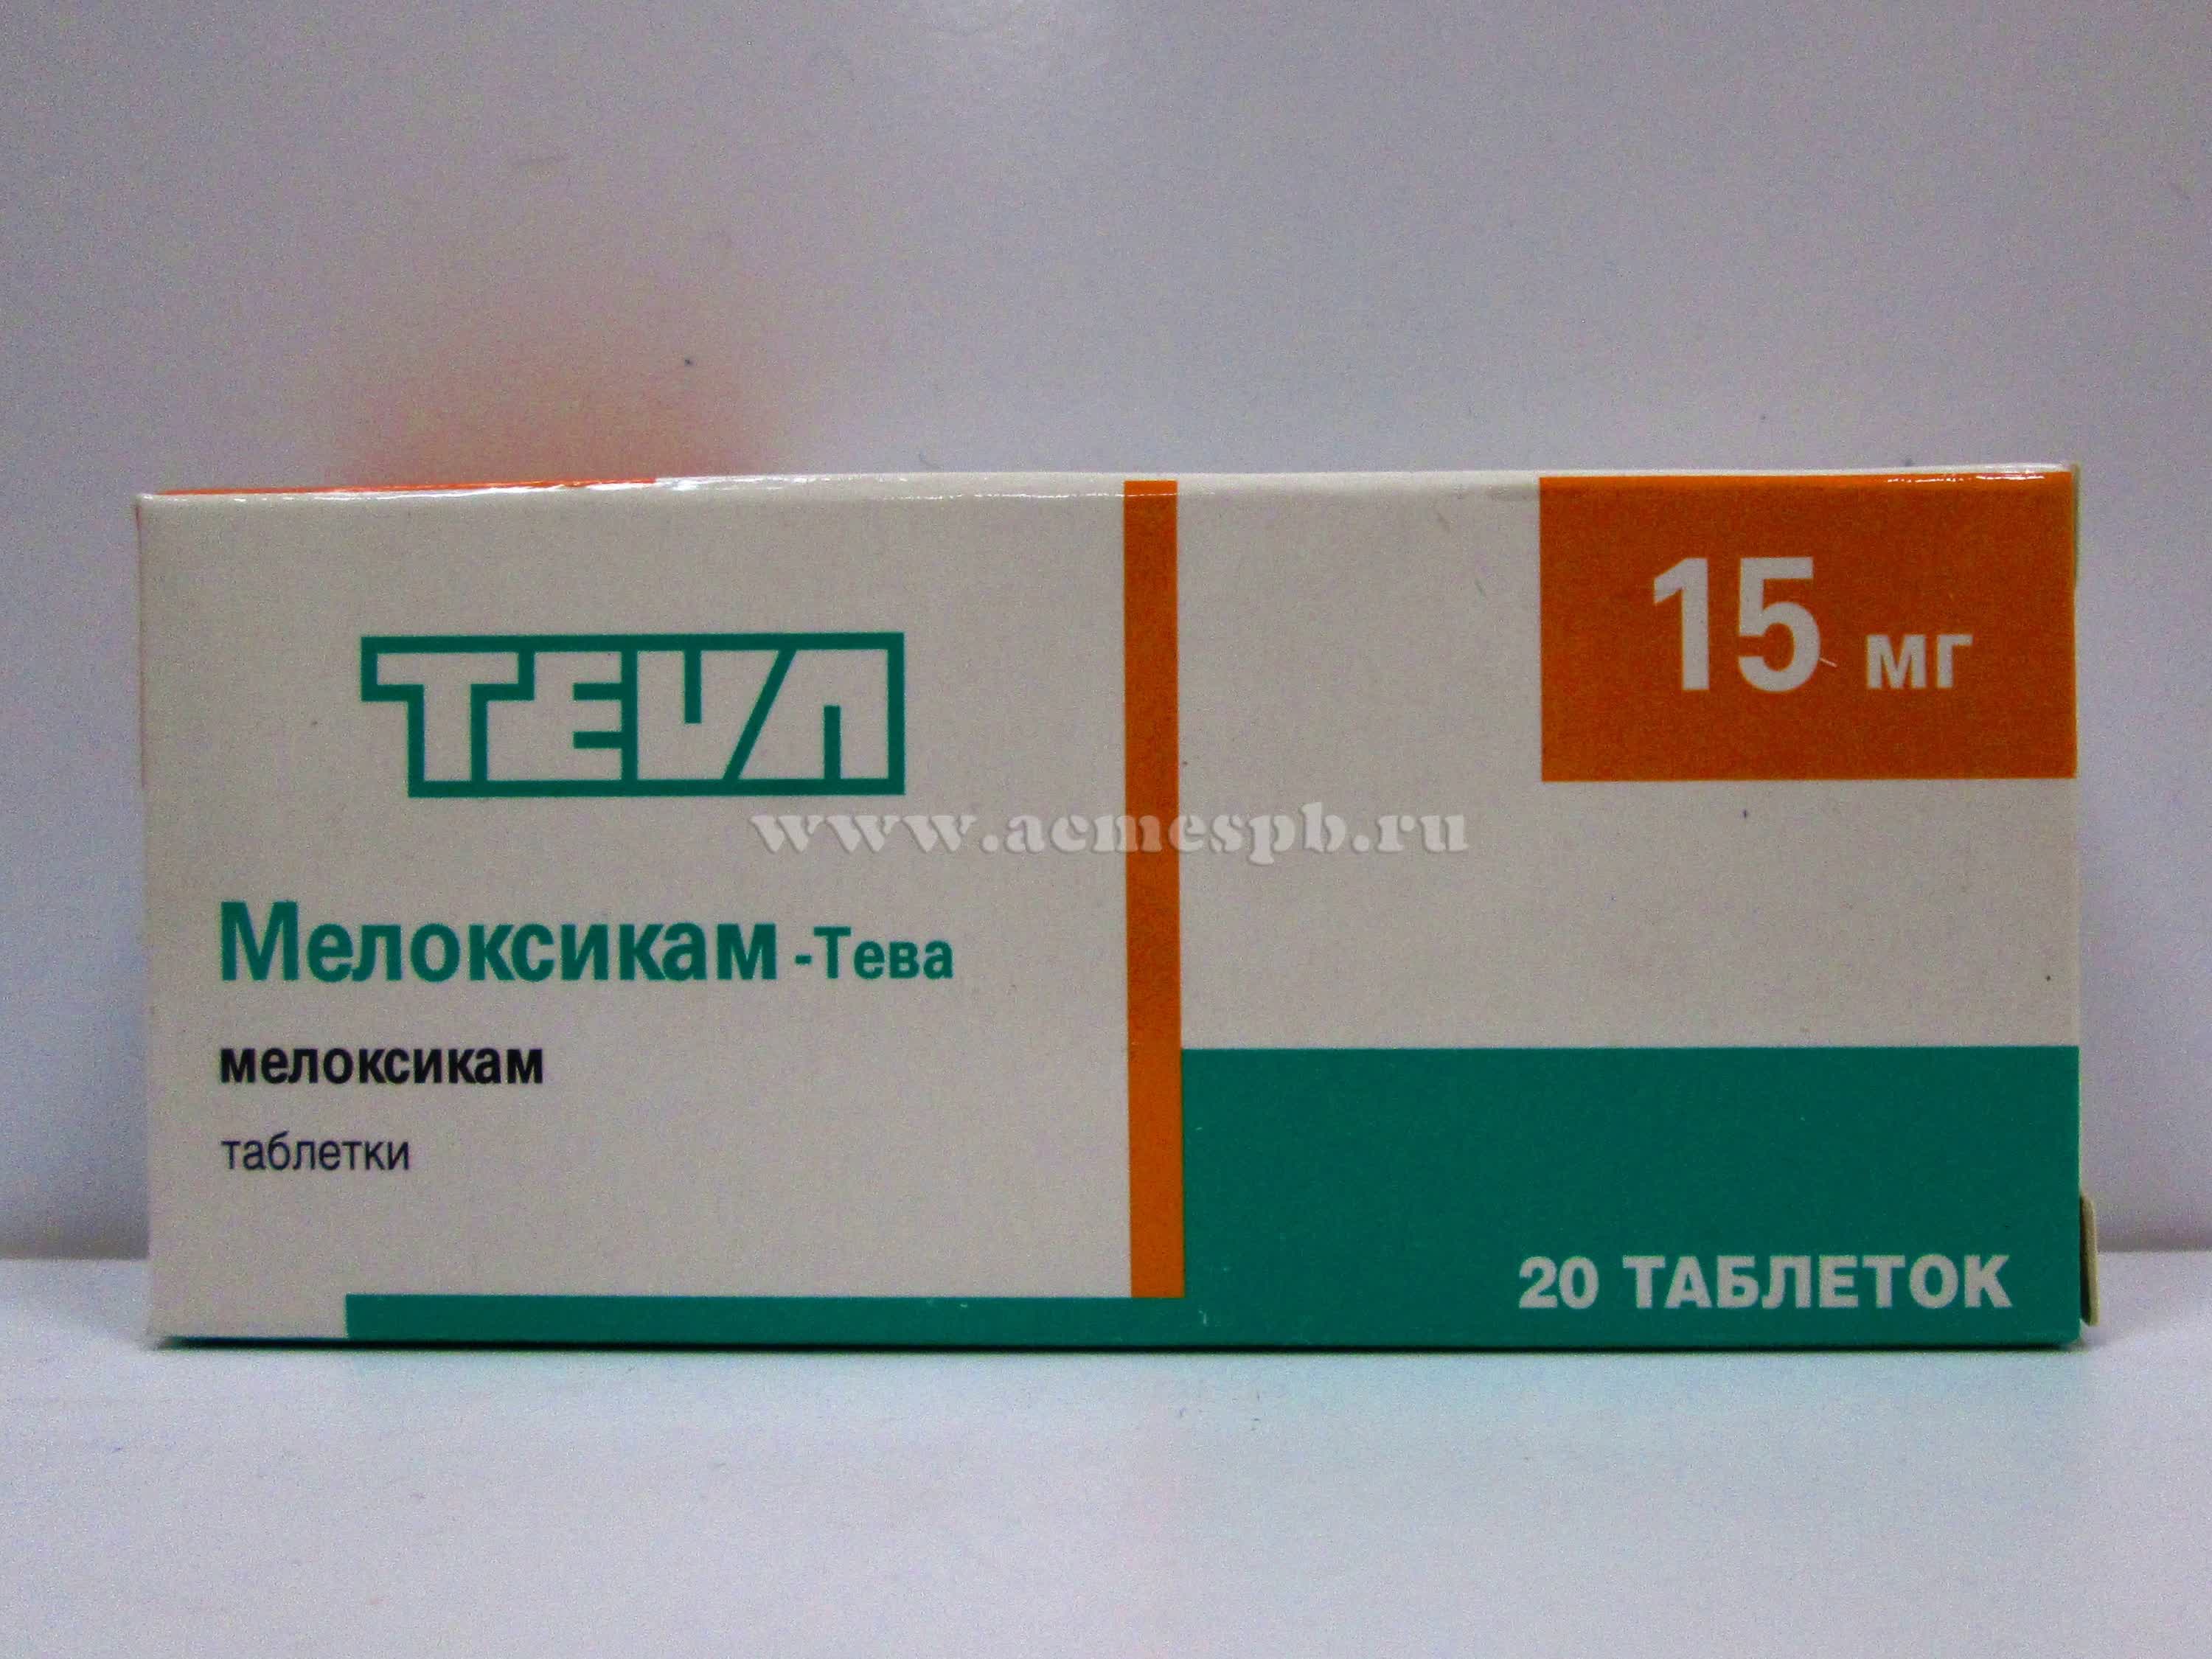 TEVA
15 мг
www.acmespb.ru
Мелоксикам -Тева
мелоксикам
таблетки
20 ТАБЛЕТОК